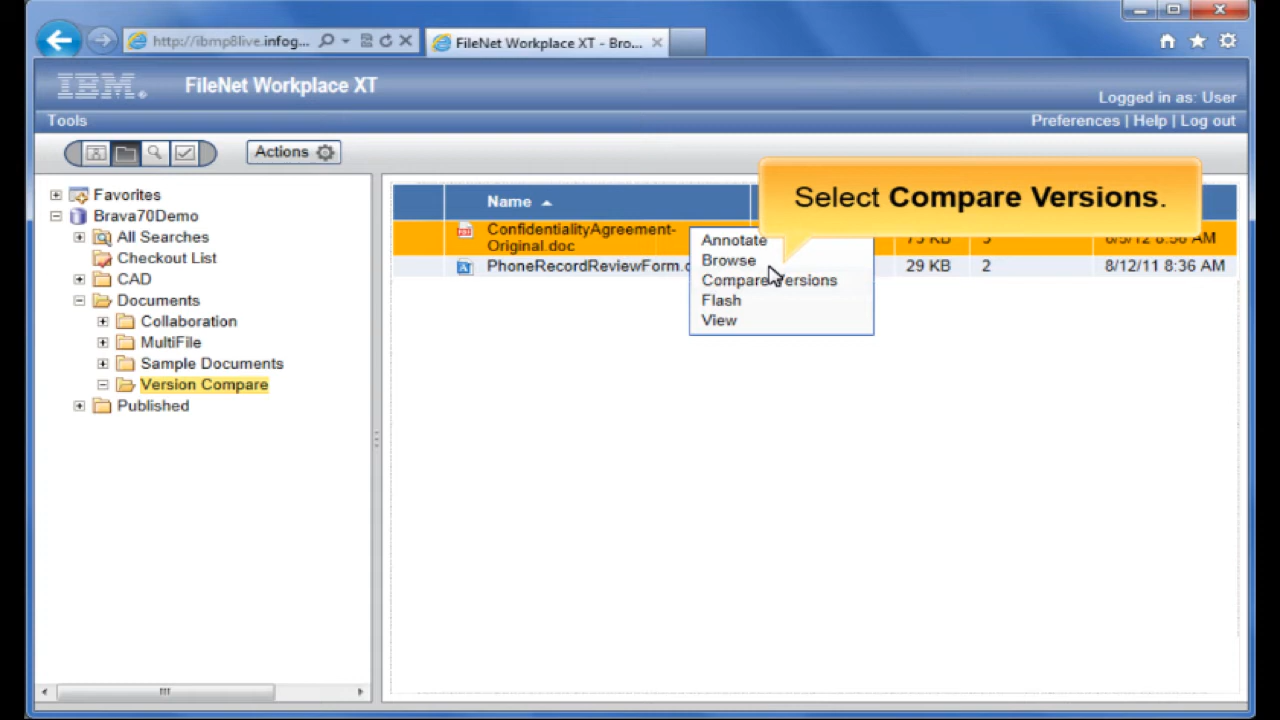 http://ibmp8live.infog...
FileNet Workplace XT - Bro...
IBM.
FileNet Workplace XT
Logged in as: User
Tools
Preferences | Help | Log out
Actions
Favorites
Brava70Demo
All Searches
Checkout List
CAD
Documents
Collaboration
MultiFile
Sample Documents
Version Compare
Published
Name
Select Compare Versions.
ConfidentialityAgreement-
Original.doc
PhoneRecordReviewForm.
29 KB
2
8/12/11 8:36 AM
Annotate
Browse
Compare Versions
Flash
View